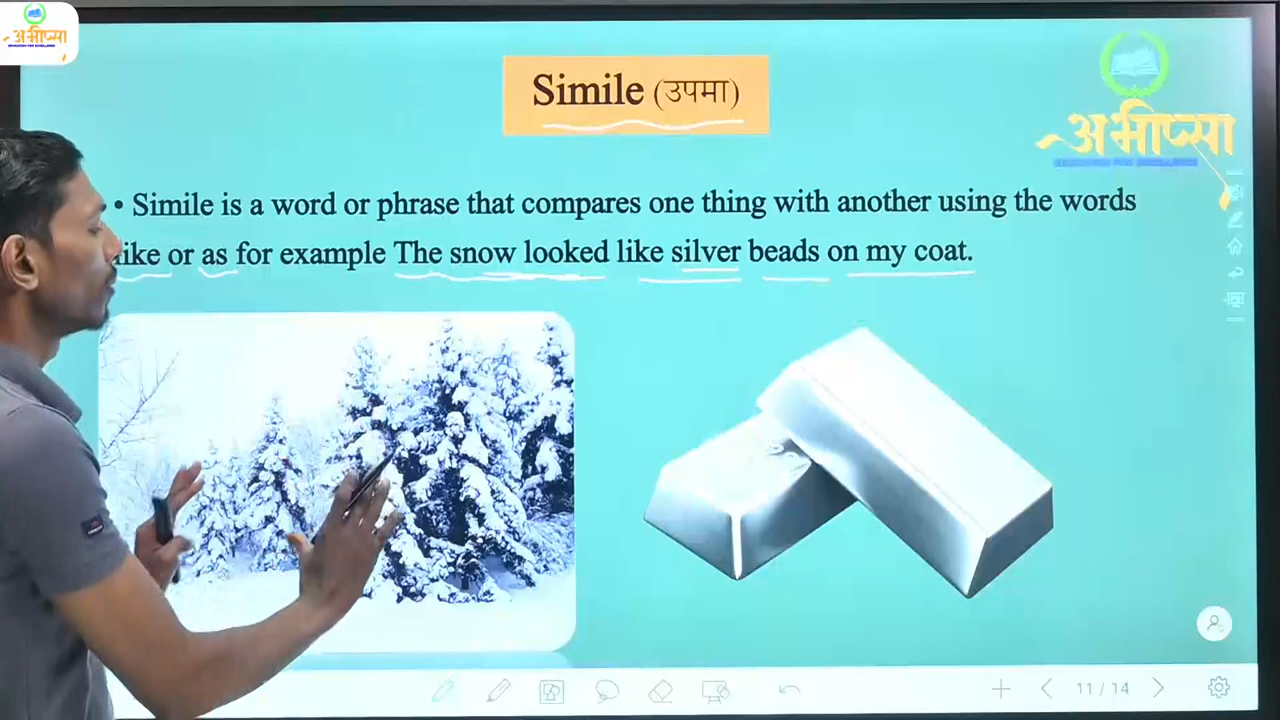 अभीप्सा
Simile (उपमा)
अभीप्सा
• Simile is a word or phrase that compares one thing with another using the words
like or as for example The snow looked like silver beads on my coat.
11 / 14